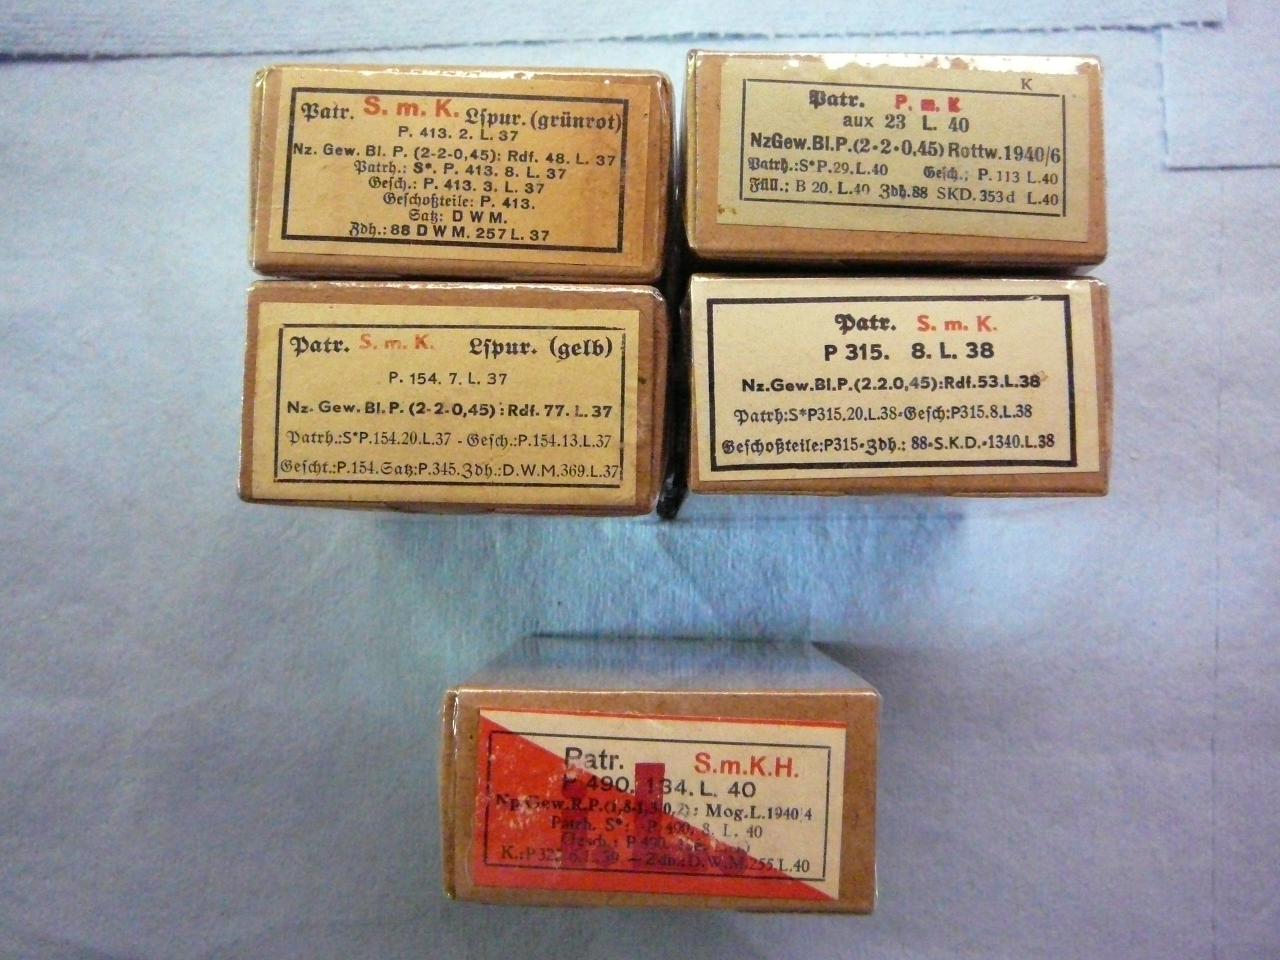 Patr. S. m. K. Lſpur. (grünrot)
P. 413. 2. L. 37
Nz. Gew. Bl. P. (2-2-0,45): Rdf. 48. L. 37
Patrh.: S*. P. 413. 8. L. 37
Geſch.: P. 413. 3. L. 37
Geſchoßteile: P. 413.
Satz: D W M.
Zdh.: 88 D W M. 257 L. 37
K
Patr. P. m. K
aux 23 L. 40
NzGew.Bl.P.(2·2·0,45) Rottw.1940/6
Patrh.:S*P.29.L.40 Geſch.; P. 113 L.40
Füll.; B 20. L.40 Zdh.88 SKD. 353d L.40
Patr. S. m. K. Lſpur. (gelb)
P. 154. 7. L. 37
Nz. Gew. Bl. P. (2-2-0,45): Rdf. 77. L. 37
Patrh.:S*P.154.20.L.37 - Geſch.:P.154.13.L.37
Geſcht.:P.154.Satz:P.345.Zdh.:D.W.M.369.L.37
Patr. S. m. K.
P 315. 8. L. 38
Nz.Gew.Bl.P.(2.2.0,45):Rdf.53.L.38
Patrh:S*P315.20.L.38-Geſch:P315.8.L.38
Geſchoßteile:P315-Zdh.: 88-S.K.D.-1340.L.38
Patr. S.m.K.H.
P 490. 134. L. 40
Gew.R.P. Mog.L.1940/4
Patrh. S*: P 490. 8. L. 40
Geſch.: P 490.
Zdh.:D.W.M.255.L.40